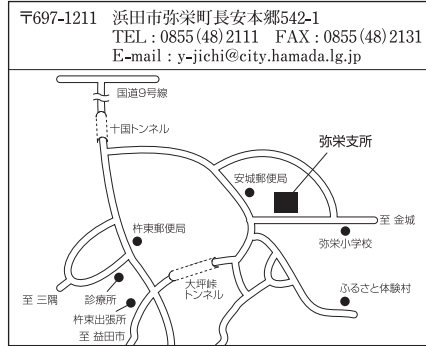 〒697-1211 浜田市弥栄町長安本郷542-1
TEL : 0855(48)2111 FAX : 0855(48)2131
E-mail : y-jichi@city.hamada.lg.jp
国道9号線
十国トンネル
弥栄支所
安城郵便局
至 金城
杵束郵便局
弥栄小学校
大坪峠
トンネル
ふるさと体験村
至 三隅
診療所
杵束出張所
至 益田市